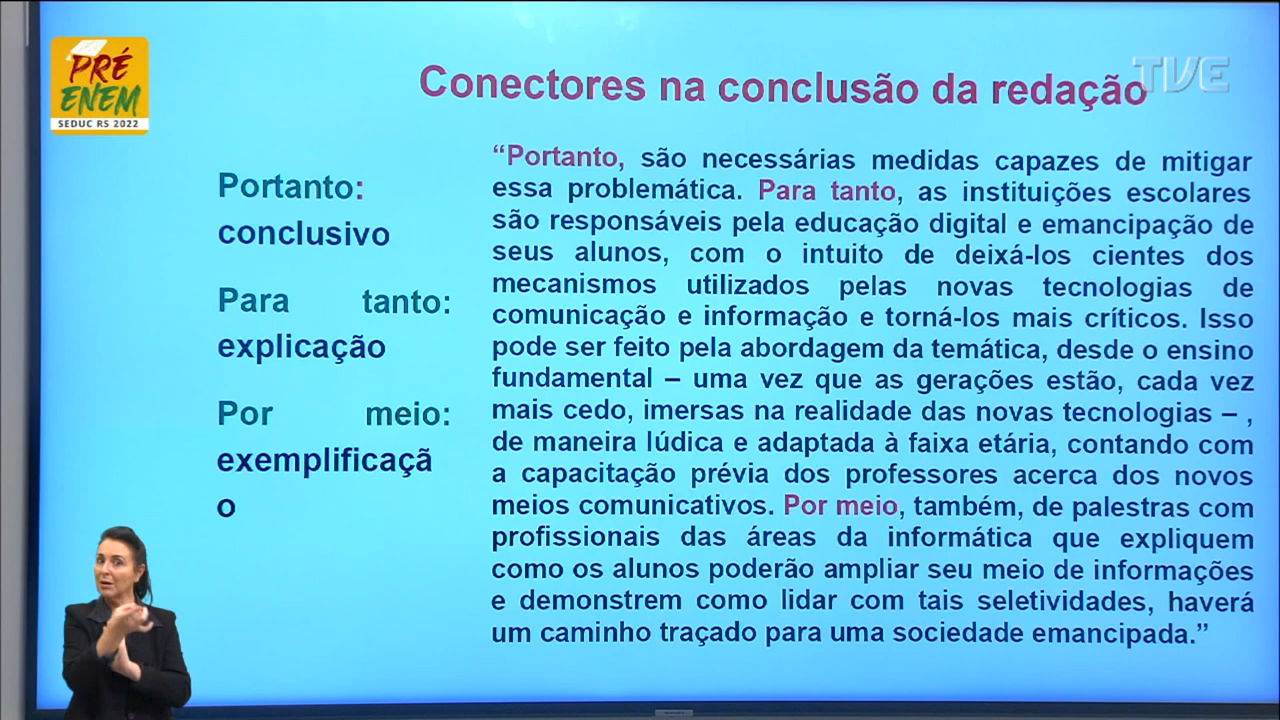 PRÉ
ENEM
SEDUC RS 2022
TVE
Conectores na conclusão da redação
Portanto:
conclusivo
Para tanto:
explicação
Por meio:
exemplificaçã
o
“Portanto, são necessárias medidas capazes de mitigar
essa problemática. Para tanto, as instituições escolares
são responsáveis pela educação digital e emancipação de
seus alunos, com o intuito de deixá-los cientes dos
mecanismos utilizados pelas novas tecnologias de
comunicação e informação e torná-los mais críticos. Isso
pode ser feito pela abordagem da temática, desde o ensino
fundamental – uma vez que as gerações estão, cada vez
mais cedo, imersas na realidade das novas tecnologias – ,
de maneira lúdica e adaptada à faixa etária, contando com
a capacitação prévia dos professores acerca dos novos
meios comunicativos. Por meio, também, de palestras com
profissionais das áreas da informática que expliquem
como os alunos poderão ampliar seu meio de informações
e demonstrem como lidar com tais seletividades, haverá
um caminho traçado para uma sociedade emancipada.”